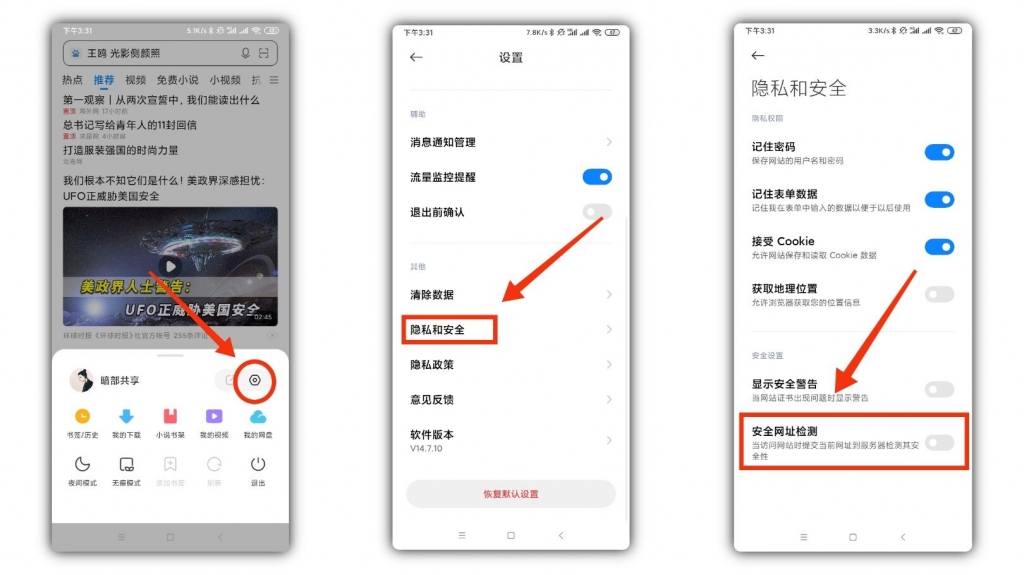 下午3:31
5.1K/s
王鸥 光影侧颜照
热点 推荐 视频 免费小说 小视频 抗
第一观察丨从两次宣誓中，我们能读出什么
置顶 海外网 17小时前
总书记写给青年人的11封回信
置顶
打造服装强国的时尚力量
我们根本不知它们是什么！美政界深感担忧：
UFO正威胁美国安全
美政界人士警告：
UFO正威胁美国安全
02:45
环球时报《环球时报》社官方帐号 255条评论
暗部共享
书签/历史 我的下载 小说书架 我的视频 我的网盘
夜间模式 无痕模式 添加书签 刷新 退出
下午3:31
7.8K/s
设置
辅助
消息通知管理
流量监控提醒
退出前确认
其他
清除数据
隐私和安全
隐私政策
意见反馈
软件版本
V14.7.10
恢复默认设置
下午3:31
3.3K/s
隐私和安全
隐私权限
记住密码
保存网站的用户名和密码
记住表单数据
记住我在表单中输入的数据以便于以后使用
接受 Cookie
允许网站保存和读取 Cookie 数据
获取地理位置
允许浏览器获取您的位置信息
安全设置
显示安全警告
当网站证书出现问题时显示警告
安全网址检测
当访问网站时提交当前网址到服务器检测其安
全性